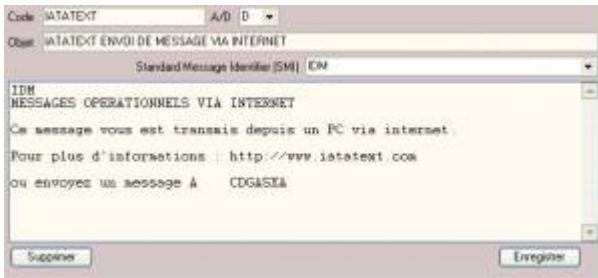 Code IATATEXT A/D D
Objet IATATEXT ENVOI DE MESSAGE VIA INTERNET
Standard Message Identifier (SMI) IDM
IDM
MESSAGES OPERATIONNELS VIA INTERNET
Ce message vous est transmis depuis un PC via internet.
Pour plus d'informations : http://www.iatatext.com
ou envoyez un message A CDGASXA
Supprimer Enregistrer